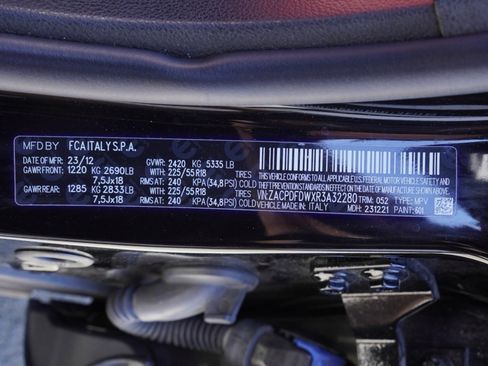 MFD BY FCA ITALY S.P.A.
DATE OF MFR: 23/12 GVWR: 2420 KG 5335 LB
GAWR FRONT: 1220 KG 2690LB WITH 225/55R18 TIRES
7,5Jx18 RIMS AT 240 KPA (34,8PSI) COLD
GAWR REAR: 1285 KG 2833LB WITH 225/55R18 TIRES
7,5Jx18 RIMS AT 240 KPA (34,8PSI) COLD
THIS VEHICLE CONFORMS TO ALL APPLICABLE U.S. FEDERAL MOTOR VEHICLE SAFETY,
BUMPER, AND THEFT PREVENTION STANDARDS IN EFFECT ON THE DATE OF MANUFACTURE SHOWN ABOVE.
VIN: ZACPDFDWXR3A32280 TRIM: 052 TYPE: MPV
VEHICLE MADE IN: ITALY MDH: 231221 PAINT: 601